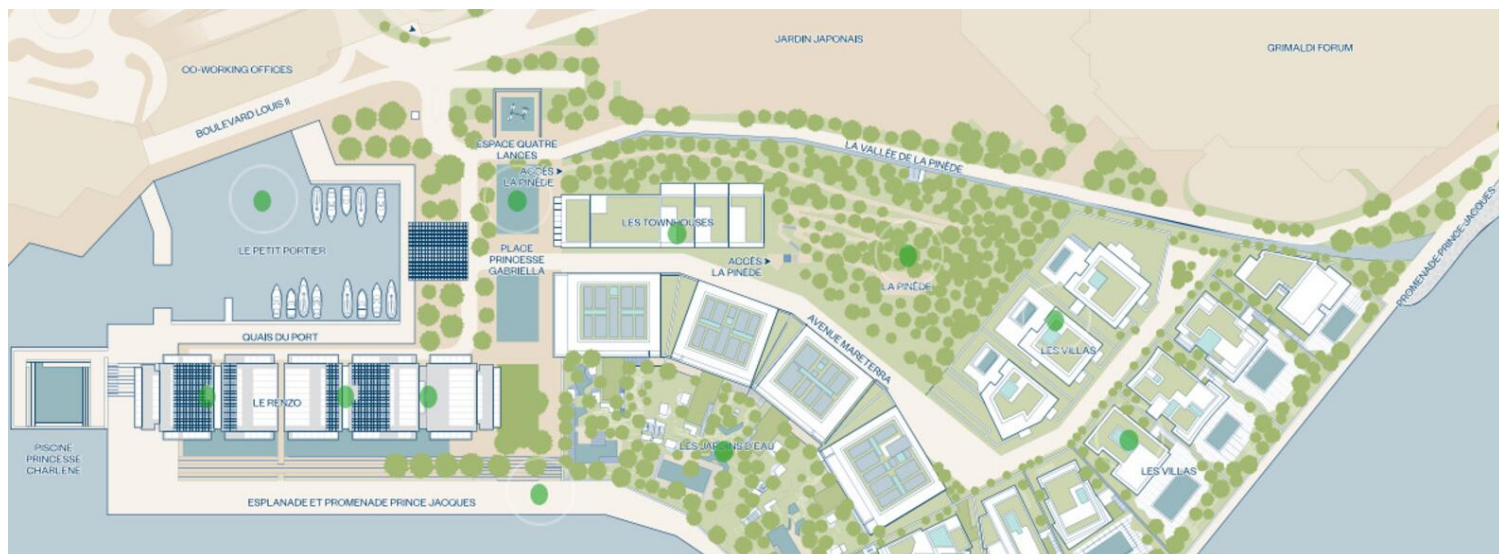 JARDIN JAPONAIS
GRIMALDI FORUM
CO-WORKING OFFICES
BOULEVARD LOUIS II
ESPACE QUATRE
LANCES
LA VALLÉE DE LA PINÈDE
ACCÈS
LA PINÈDE
PROMENADE PRINCE JACQUES
LES TOWNHOUSES
LE PETIT PORTIER
PLACE
PRINCESSE
GABRIELLA
ACCÈS
LA PINÈDE
LA PINÈDE
QUAIS DU PORT
AVENUE MARETERRA
LES VILLAS
LE RENZO
PISCINE
PRINCESSE
CHARLÈNE
LES JARDINS D'EAU
LES VILLAS
ESPLANADE ET PROMENADE PRINCE JACQUES